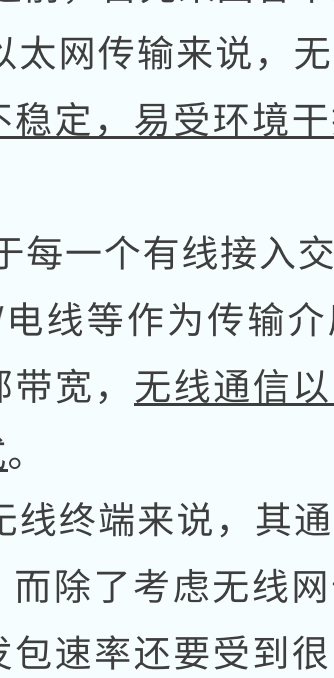 以太网传输来说，无
不稳定，易受环境干
于每一个有线接入交
/电线等作为传输介
带宽，无线通信以
。
无线终端来说，其通
，而除了考虑无线网
发包速率还要受到很